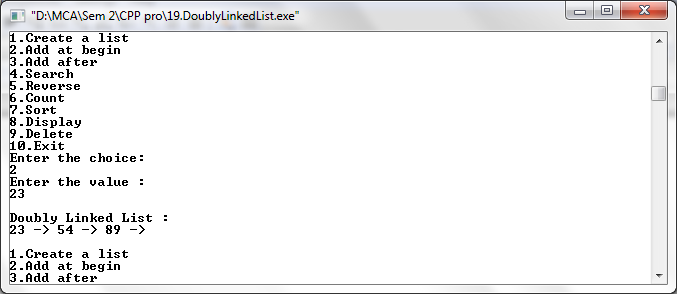 "D:\MCA\Sem 2\CPP pro\19.DoublyLinkedList.exe"
1.Create a list
2.Add at begin
3.Add after
4.Search
5.Reverse
6.Count
7.Sort
8.Display
9.Delete
10.Exit
Enter the choice:
2
Enter the value :
23
Doubly Linked List :
23 -> 54 -> 89 ->
1.Create a list
2.Add at begin
3.Add after